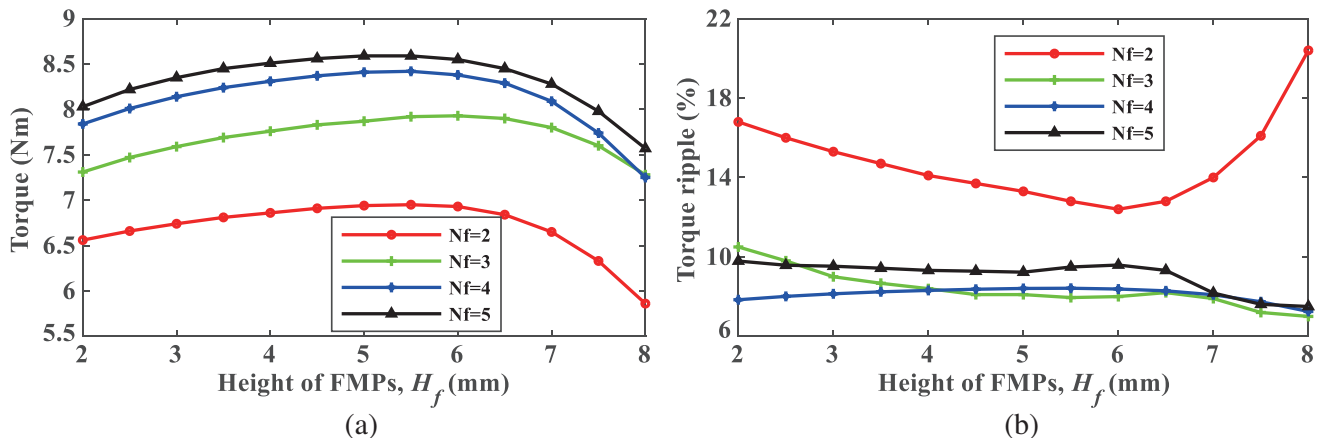 9
8.5
8
7.5
7
6.5
6
5.5
Torque (Nm)
Nf=2
Nf=3
Nf=4
Nf=5
2 3 4 5 6 7 8
Height of FMPs, H_f (mm)
(a)
22
18
14
10
6
Torque ripple (%)
Nf=2
Nf=3
Nf=4
Nf=5
2 3 4 5 6 7 8
Height of FMPs, H_f (mm)
(b)